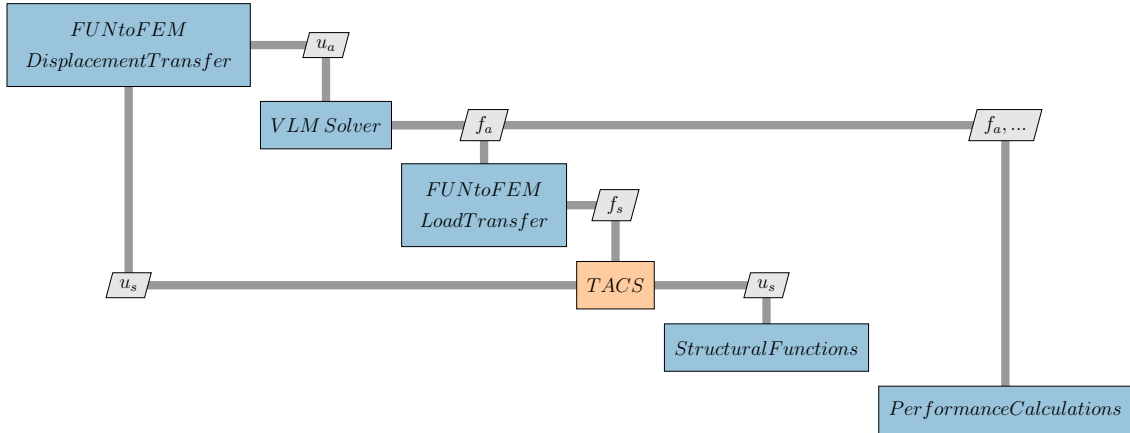 FUNtoFEM
DisplacementTransfer
u_a
VLM Solver
f_a
f_a, ...
FUNtoFEM
LoadTransfer
f_s
u_s
TACS
u_s
StructuralFunctions
PerformanceCalculations